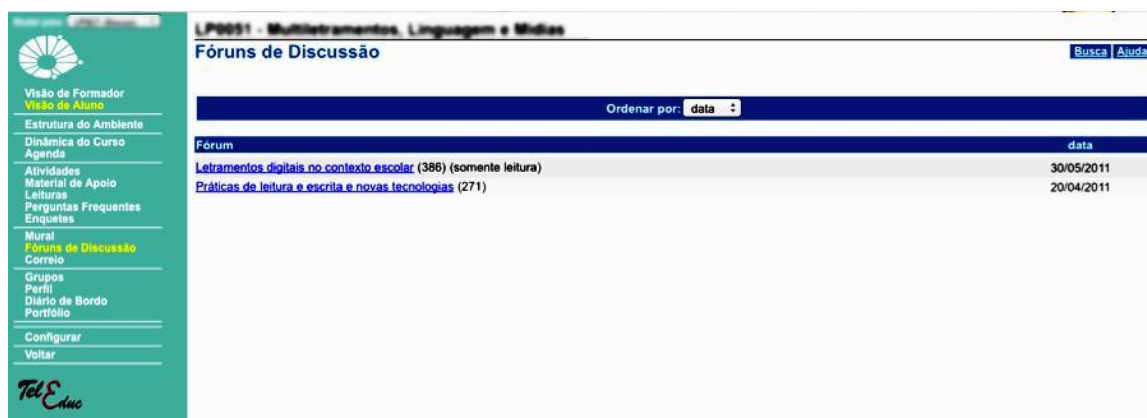 LP0051 - Multiletramentos, Linguagem e Mídias
Fóruns de Discussão
Busca Ajuda
Visão de Formador
Visão de Aluno
Estrutura do Ambiente
Dinâmica do Curso
Agenda
Atividades
Material de Apoio
Leituras
Perguntas Frequentes
Enquetes
Mural
Fóruns de Discussão
Correio
Grupos
Perfil
Diário de Bordo
Portfólio
Configurar
Voltar
TelEduc
Ordenar por: data
Fórum data
Letramentos digitais no contexto escolar (386) (somente leitura) 30/05/2011
Práticas de leitura e escrita e novas tecnologias (271) 20/04/2011